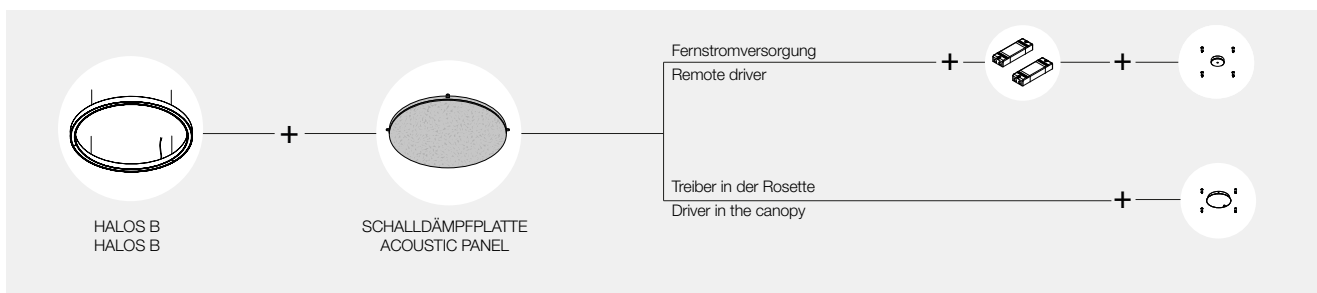 Fernstromversorgung
Remote driver
+
+
+
Treiber in der Rosette
Driver in the canopy
+
HALOS B
HALOS B
SCHALLDÄMPFPLATTE
ACOUSTIC PANEL